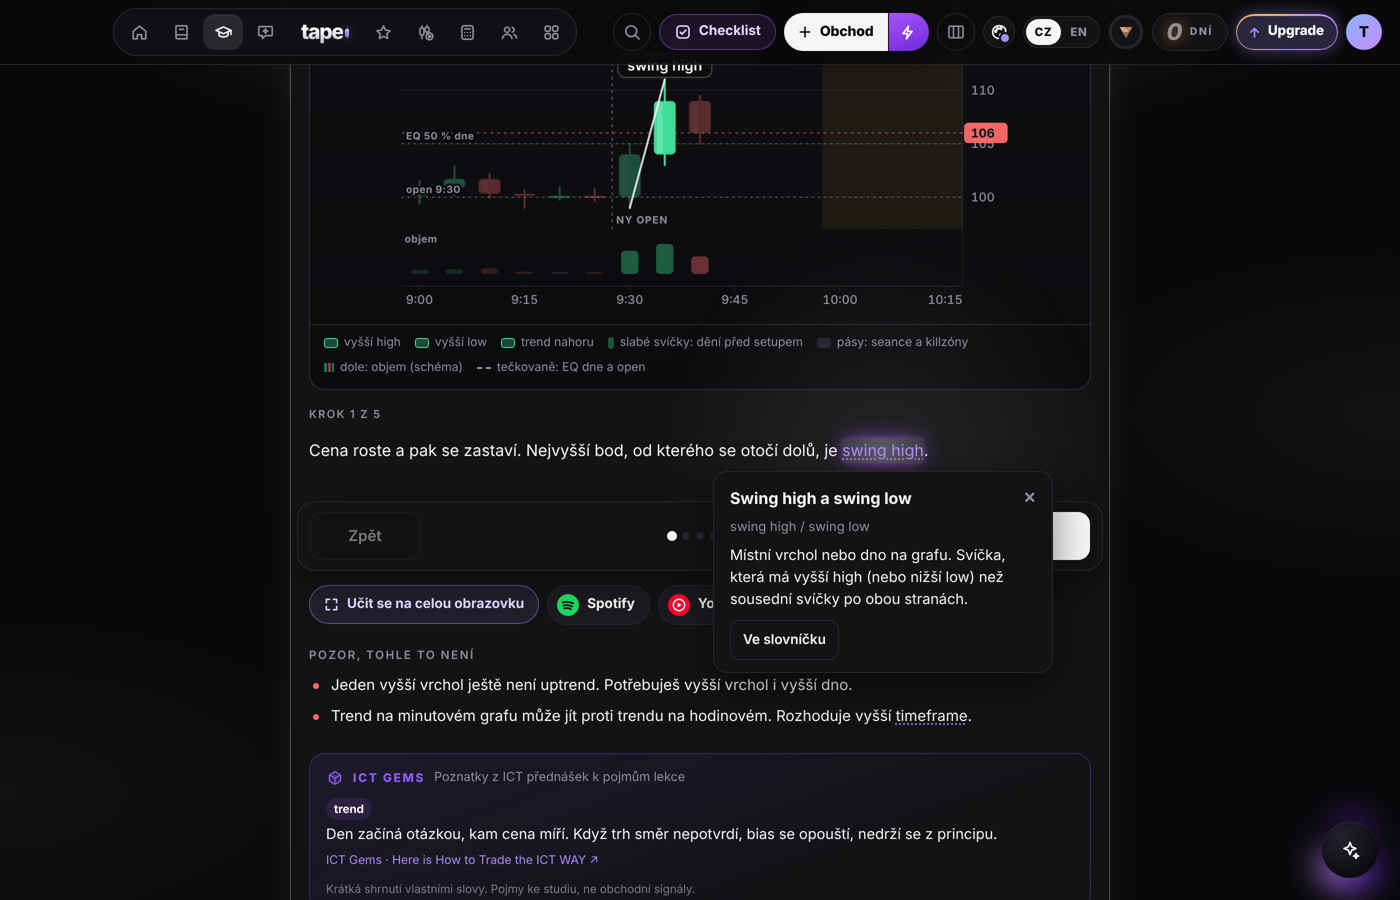 tape
Checklist
+ Obchod
CZ EN
0 DNÍ
Upgrade
T
swing high
110
EQ 50 % dne
106
105
open 9:30
100
NY OPEN
objem
9:00 9:15 9:30 9:45 10:00 10:15
vyšší high vyšší low trend nahoru slabé svíčky: dění před setupem pásy: seance a killzóny
dole: objem (schéma) tečkovaně: EQ dne a open
KROK 1 Z 5
Cena roste a pak se zastaví. Nejvyšší bod, od kterého se otočí dolů, je swing high.
Swing high a swing low
swing high / swing low
Místní vrchol nebo dno na grafu. Svíčka,
která má vyšší high (nebo nižší low) než
sousední svíčky po obou stranách.
Ve slovníčku
Zpět
Učit se na celou obrazovku
Spotify
Yo
POZOR, TOHLE TO NENÍ
Jeden vyšší vrchol ještě není uptrend. Potřebuješ vyšší vrchol i vyšší dno.
Trend na minutovém grafu může jít proti trendu na hodinovém. Rozhoduje vyšší timeframe.
ICT GEMS Poznatky z ICT přednášek k pojmům lekce
trend
Den začíná otázkou, kam cena míří. Když trh směr nepotvrdí, bias se opouští, nedrží se z principu.
ICT Gems · Here is How to Trade the ICT WAY ↗
Krátká shrnutí vlastními slovy. Pojmy ke studiu, ne obchodní signály.